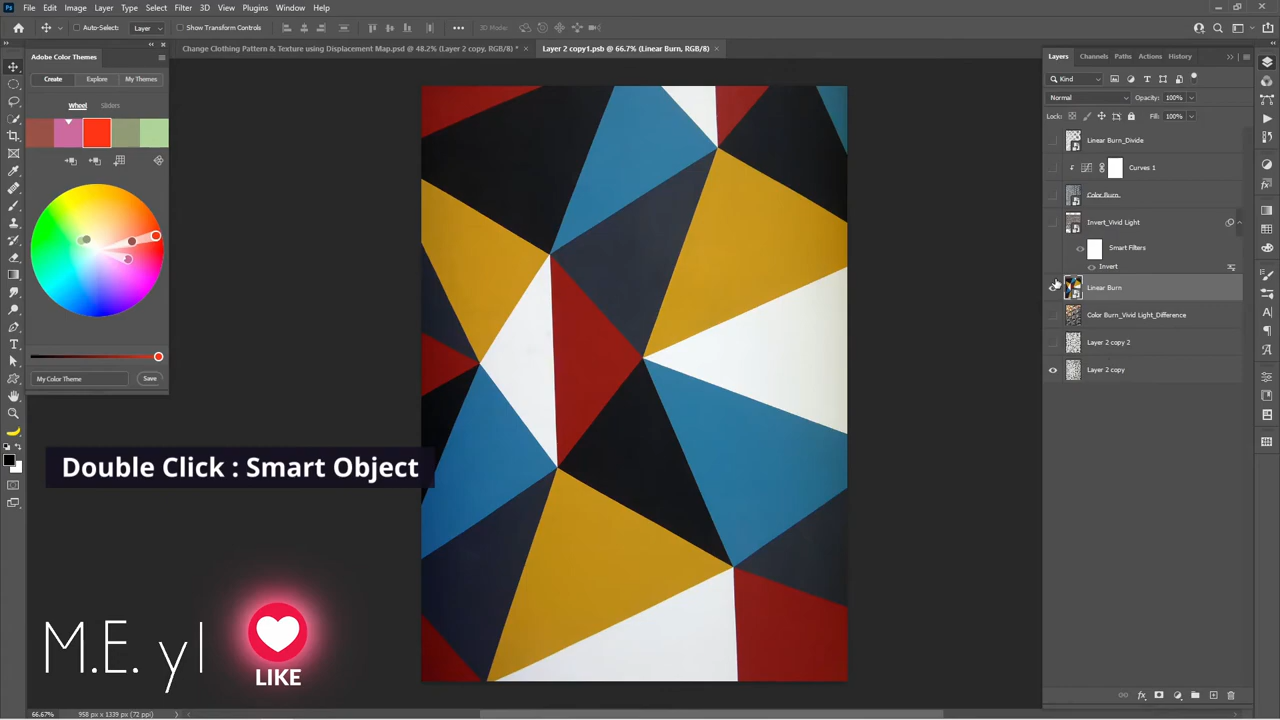 Ps File Edit Image Layer Type Select Filter 3D View Plugins Window Help
Auto-Select: Layer Show Transform Controls ••• 3D Mode:
Adobe Color Themes
Create Explore My Themes
Wheel Sliders
My Color Theme Save
Change Clothing Pattern & Texture using Displacement Map.psd @ 48.2% (Layer 2 copy, RGB/8) * ×
Layer 2 copy1.psb @ 66.7% (Linear Burn, RGB/8) ×
Double Click : Smart Object
M.E. yl
LIKE
Layers Channels Paths Actions History
Kind
Normal Opacity: 100%
Lock: Fill: 100%
Linear Burn_Divide
Curves 1
Color Burn
Invert_Vivid Light
Smart Filters
Invert
Linear Burn
Color Burn_Vivid Light_Difference
Layer 2 copy 2
Layer 2 copy
66.67% 958 px x 1339 px (72 ppi)